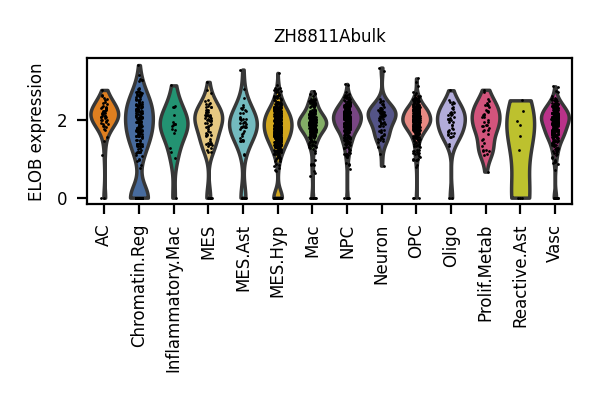 ZH8811Abulk
ELOB expression
2
0
AC
Chromatin.Reg
Inflammatory.Mac
MES
MES.Ast
MES.Hyp
Mac
NPC
Neuron
OPC
Oligo
Prolif.Metab
Reactive.Ast
Vasc